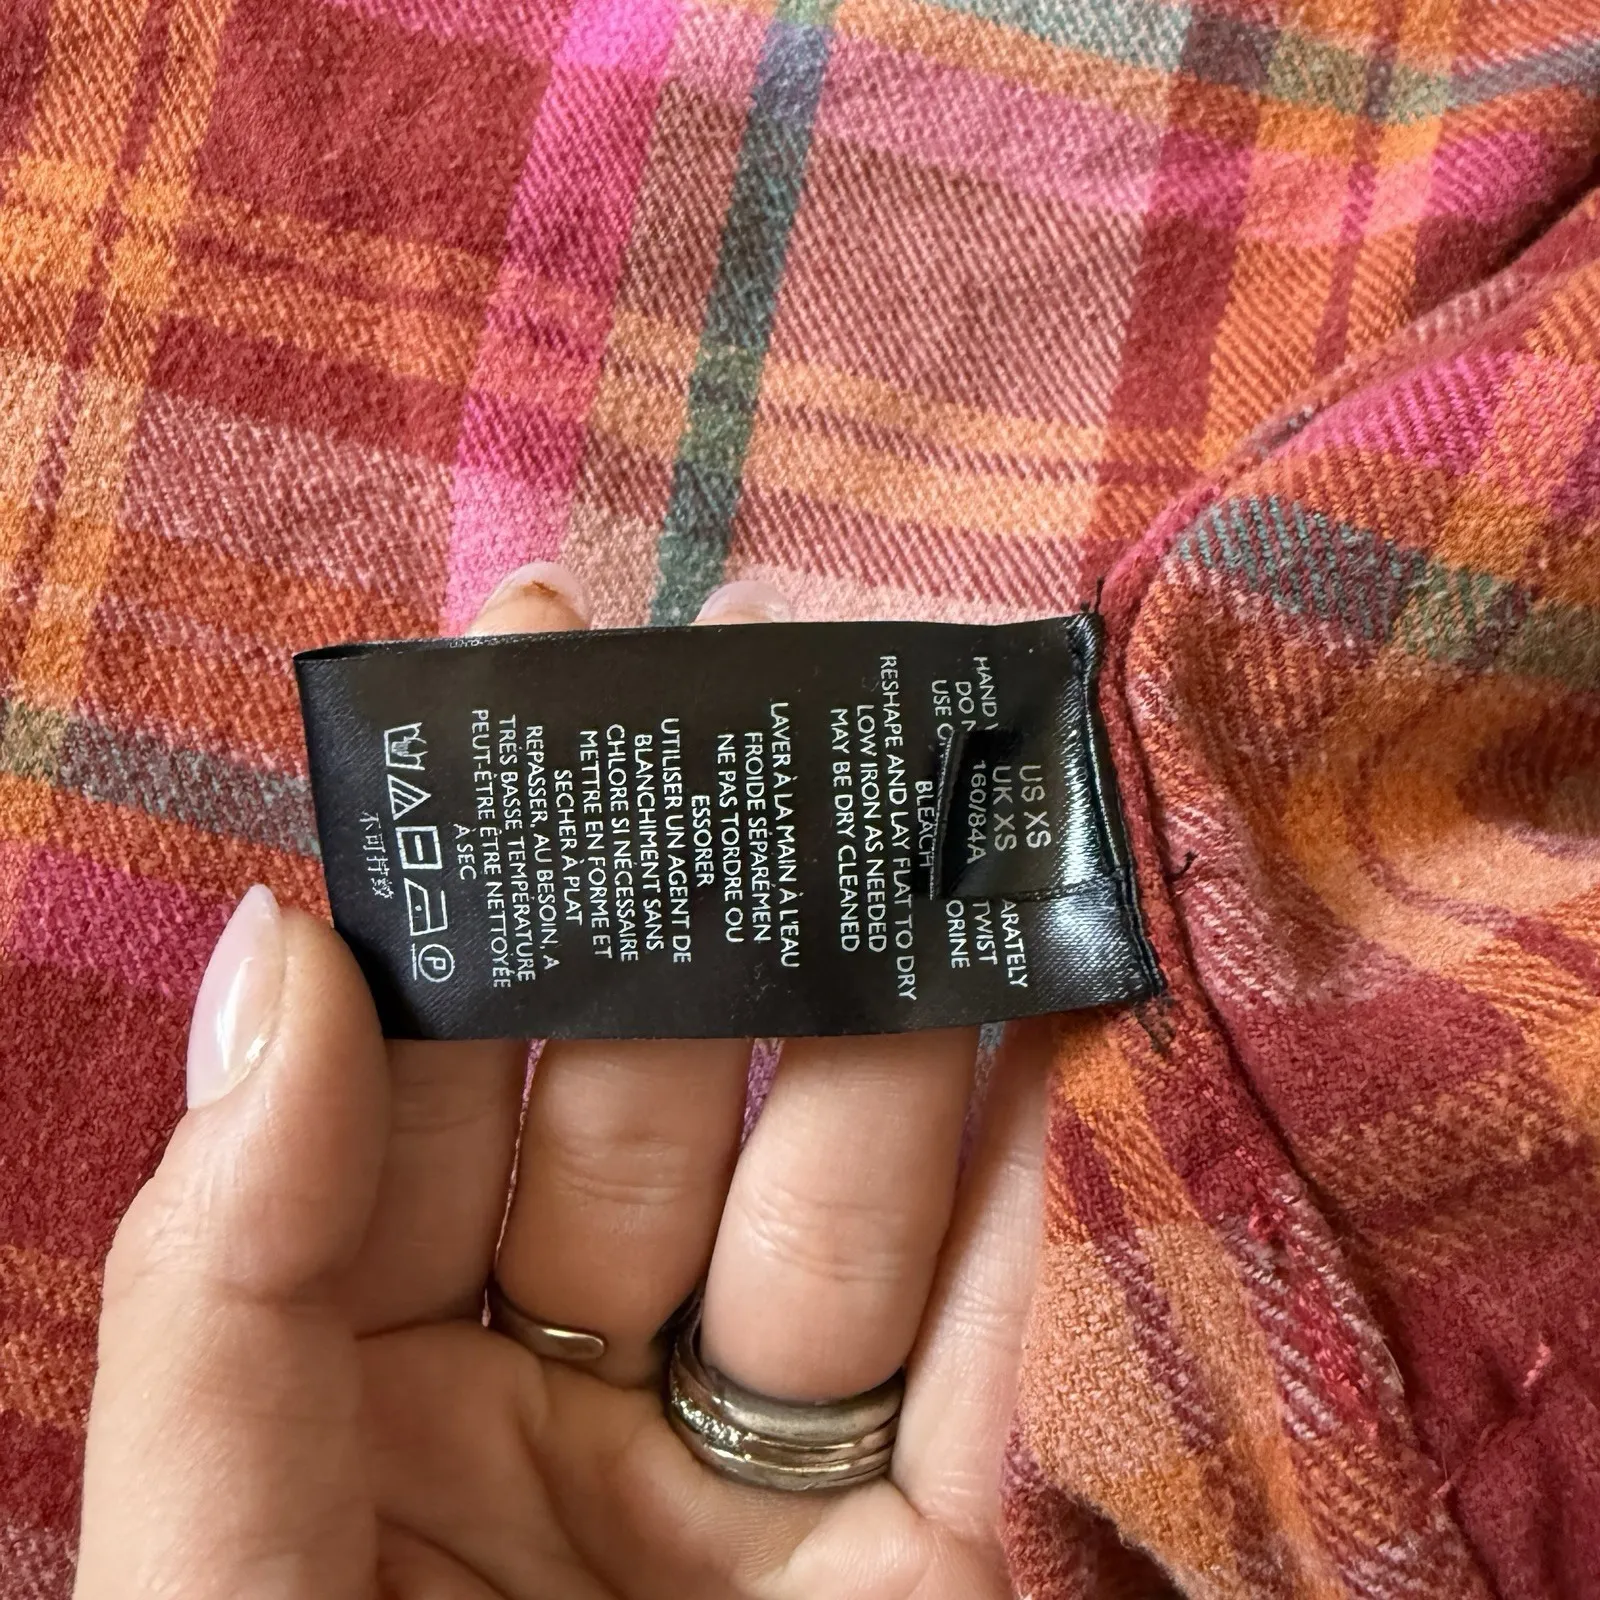 US XS
UK XS
160/84A
HAND
ARATELY
DO
TWIST
USE
ORINE
BLEACH
RESHAPE AND LAY FLAT TO DRY
LOW IRON AS NEEDED
MAY BE DRY CLEANED
LAVER À LA MAIN À L'EAU
FROIDE SÉPARÉMEN
NE PAS TORDRE OU
ESSORER
UTILISER UN AGENT DE
BLANCHIMENT SANS
CHLORE SI NÉCESSAIRE
METTRE EN FORME ET
SECHER À PLAT
REPASSER, AU BESOIN, A
TRÉS BASSE TEMPÉRATURE
PEUT-ÊTRE ÊTRE NETTOYÉE
À SEC
P
不可拧绞